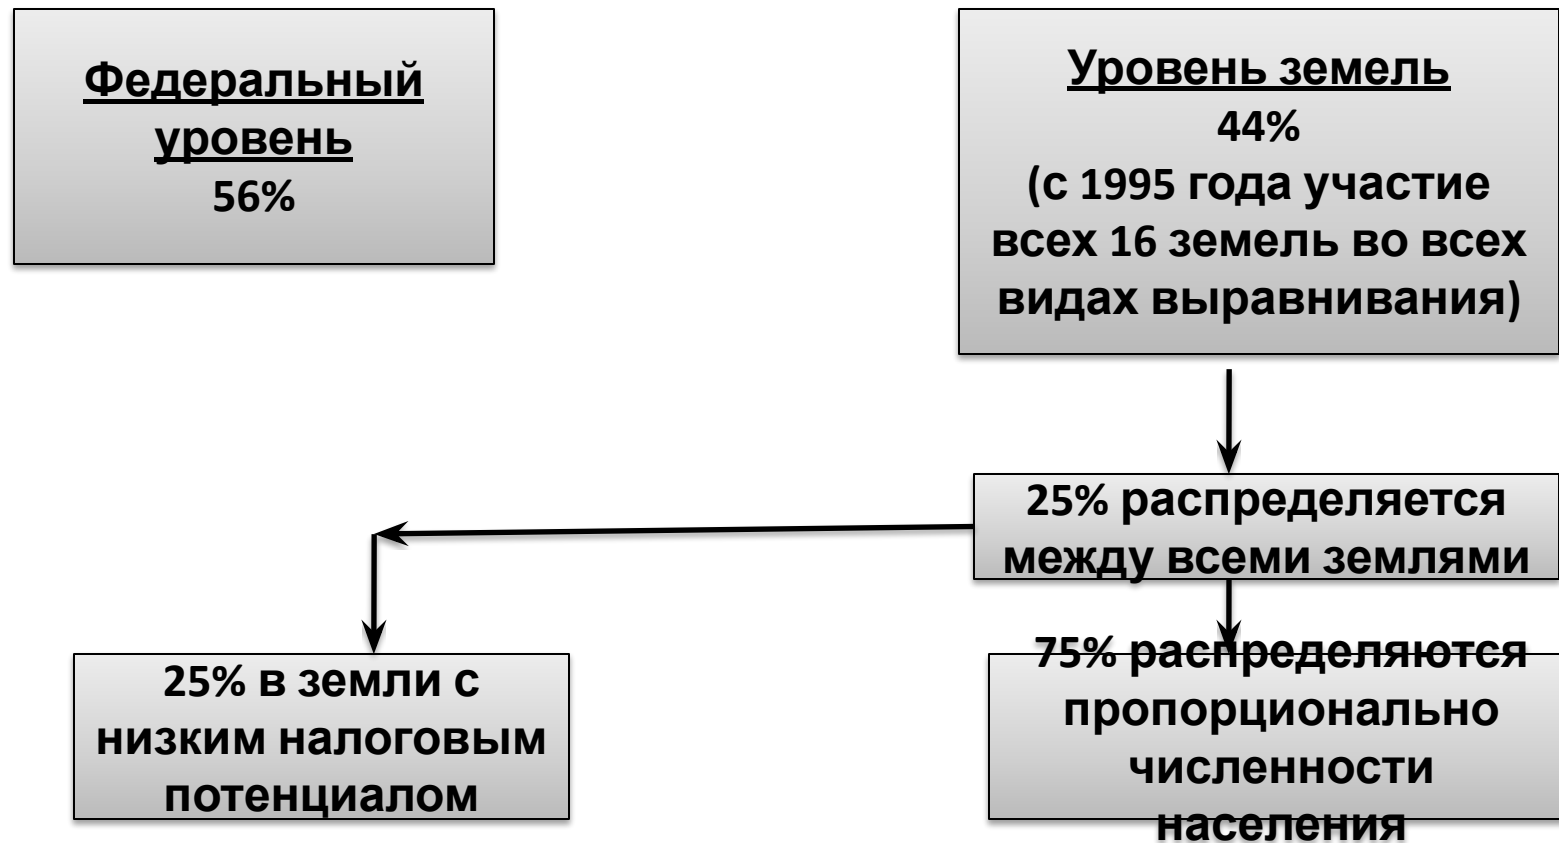 Федеральный
уровень
56%
Уровень земель
44%
(с 1995 года участие
всех 16 земель во всех
видах выравнивания)
25% распределяется
между всеми землями
25% в земли с
низким налоговым
потенциалом
75% распределяются
пропорционально
численности
населения